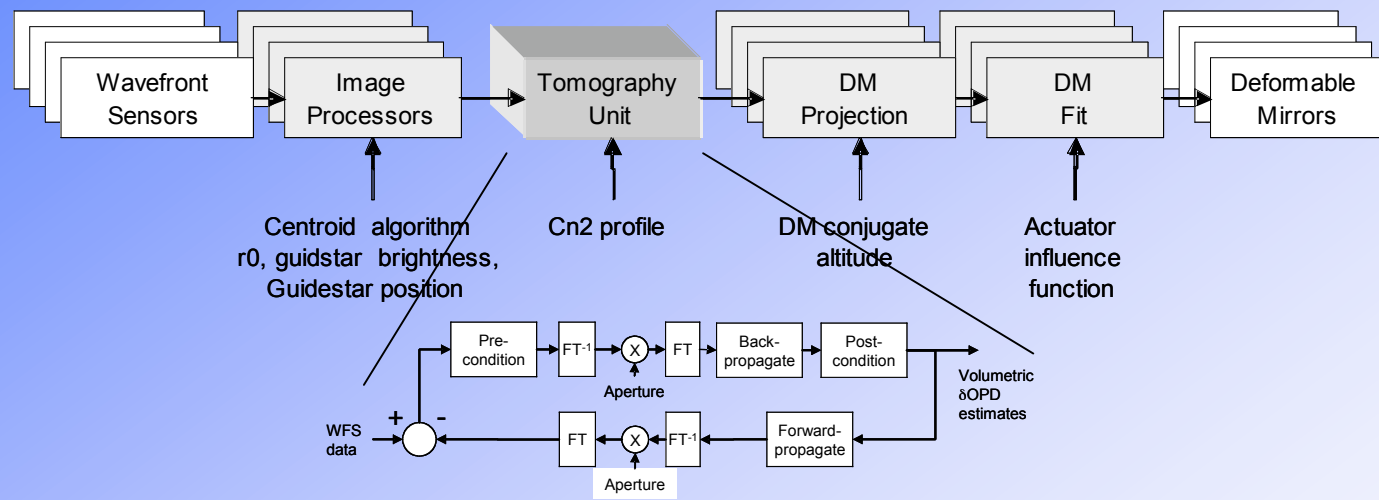 Wavefront
Sensors
Image
Processors
Tomography
Unit
DM
Projection
DM
Fit
Deformable
Mirrors
Centroid algorithm
r0, guidstar brightness,
Guidestar position
Cn2 profile
DM conjugate
altitude
Actuator
influence
function
Pre-
condition
FT-1
X
FT
Back-
propagate
Post-
condition
Aperture
Volumetric
δOPD
estimates
+
-
WFS
data
FT
X
FT-1
Forward-
propagate
Aperture